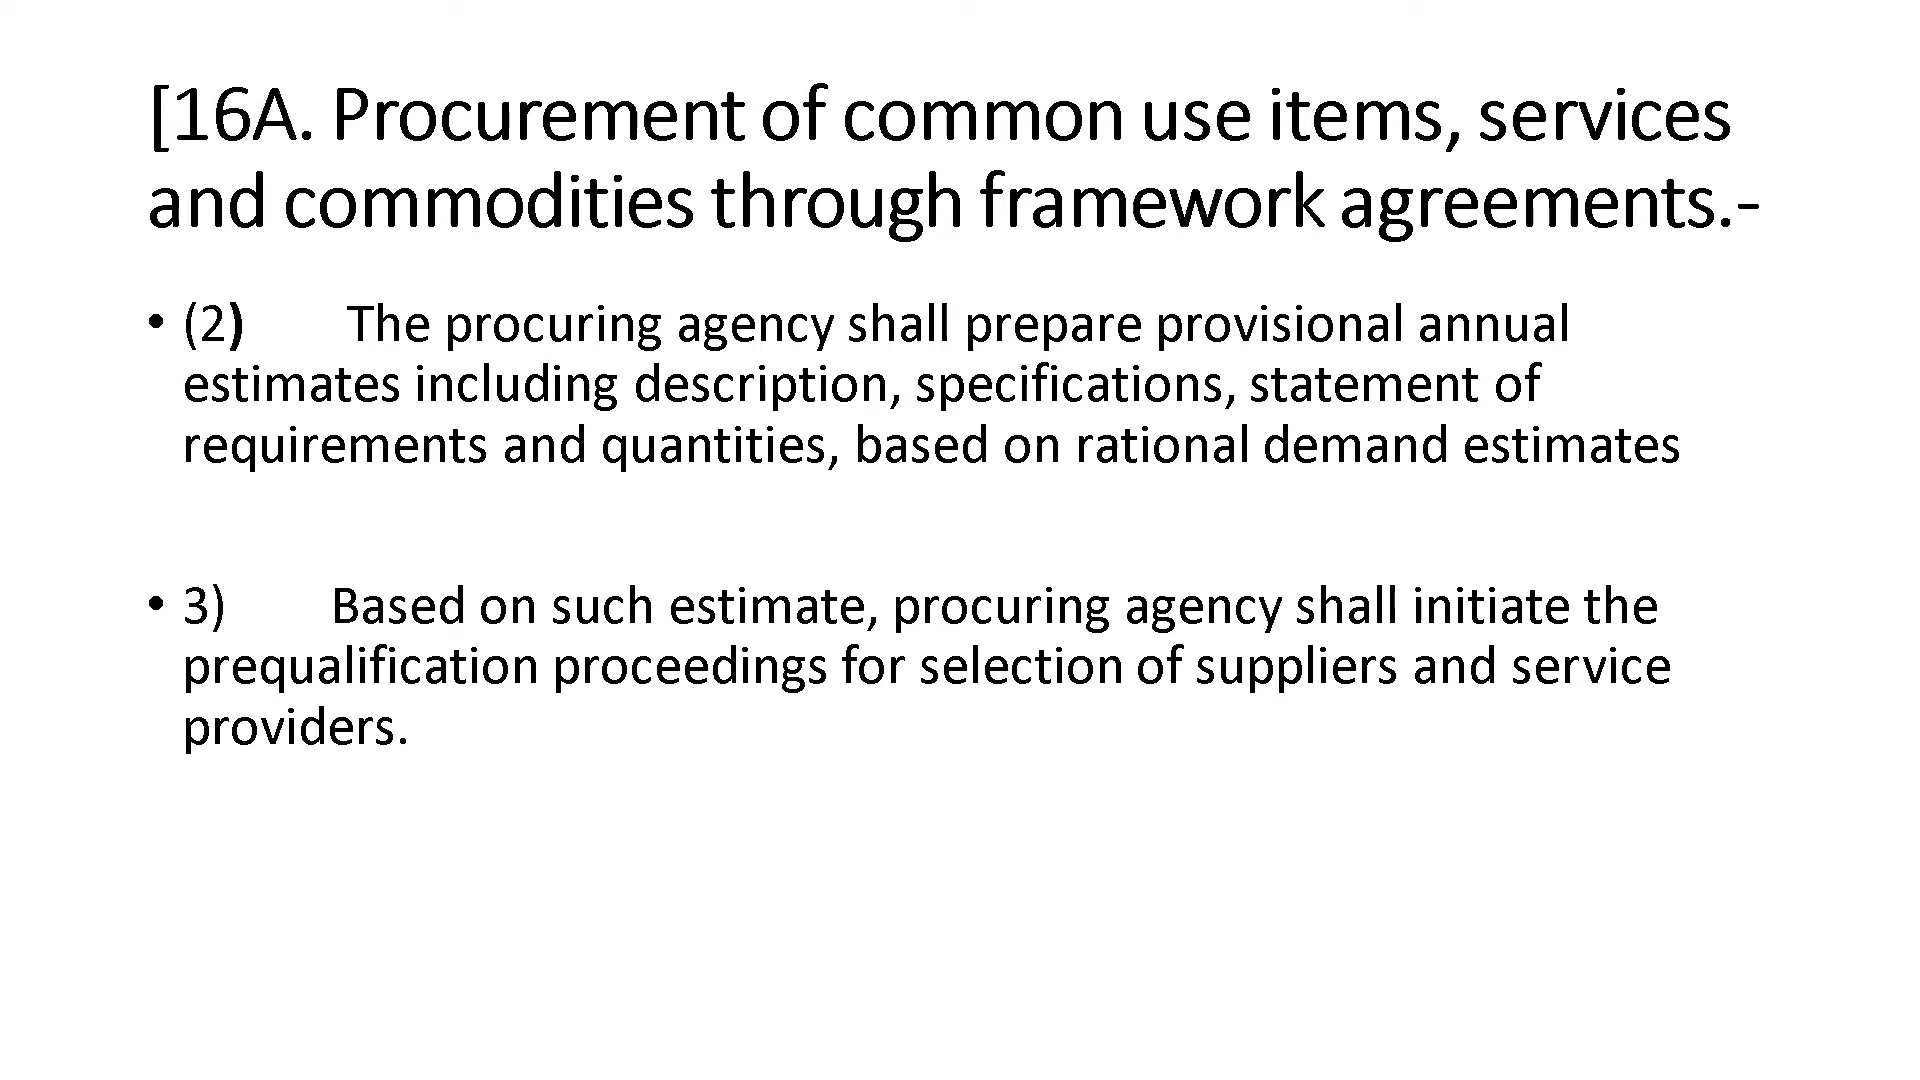 [16A. Procurement of common use items, services
and commodities through framework agreements.-
• (2) The procuring agency shall prepare provisional annual
estimates including description, specifications, statement of
requirements and quantities, based on rational demand estimates
• 3) Based on such estimate, procuring agency shall initiate the
prequalification proceedings for selection of suppliers and service
providers.